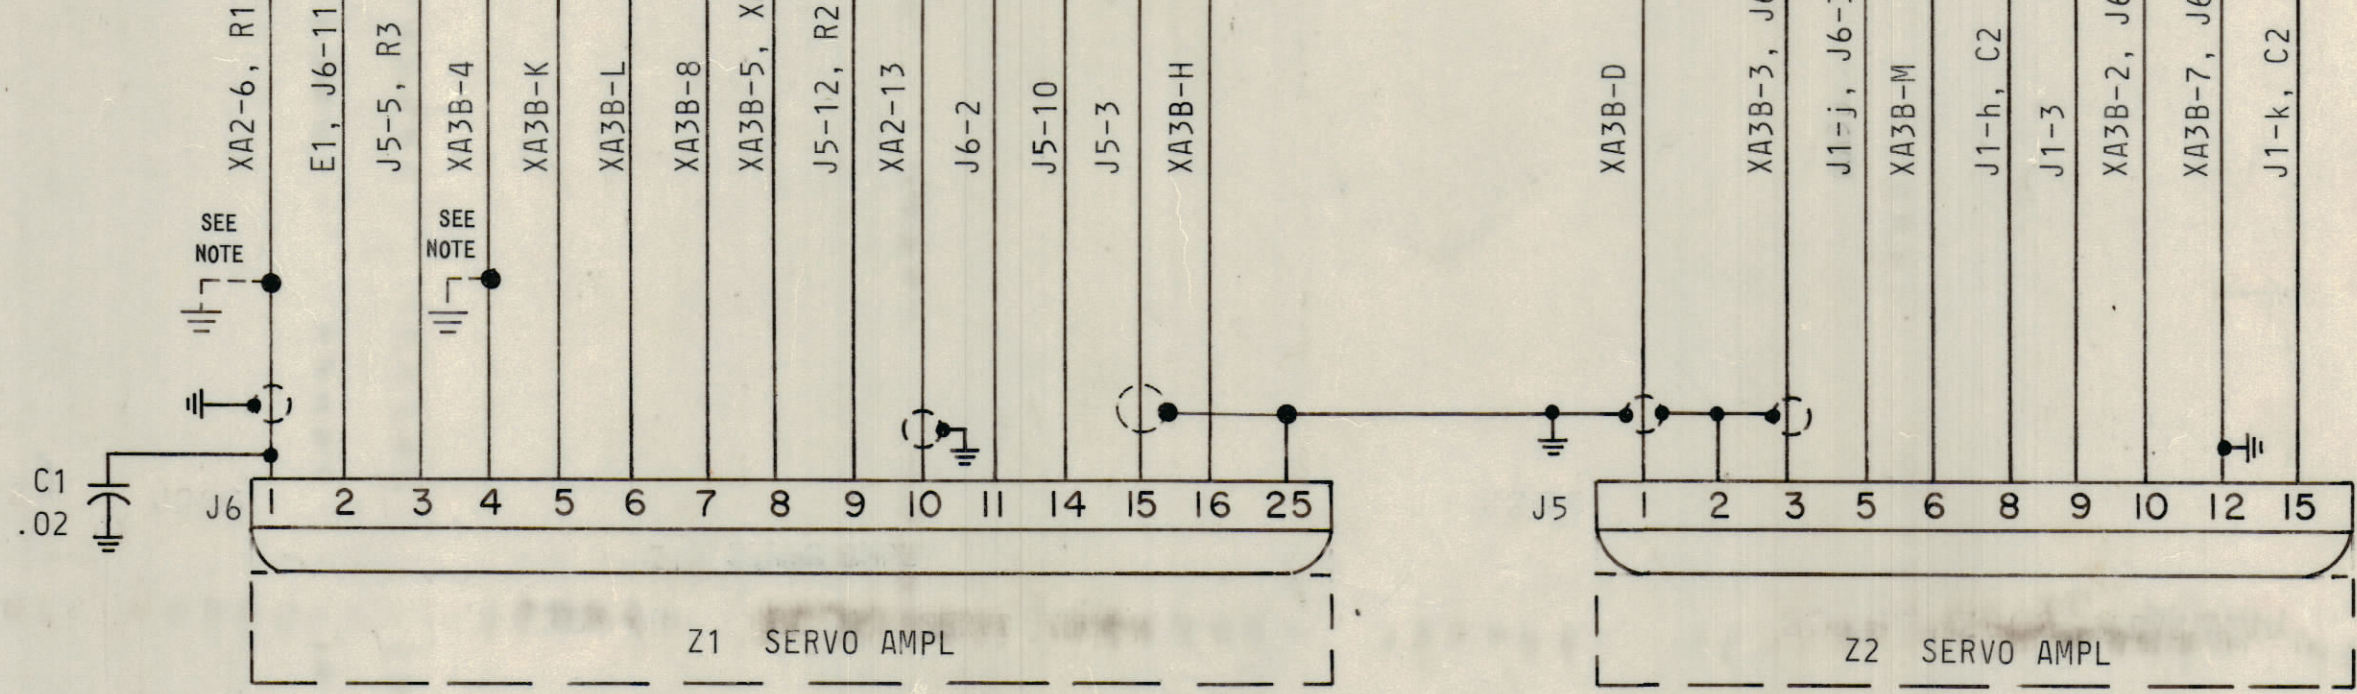 XA2-6, R1
E1, J6-11
J5-5, R3
XA3B-4
XA3B-K
XA3B-L
XA3B-8
XA3B-5, X
J5-12, R2
XA2-13
J6-2
J5-10
J5-3
XA3B-H
XA3B-D
XA3B-3, J6
J1-j, J6-
XA3B-M
J1-h, C2
J1-3
XA3B-2, J6
XA3B-7, J6
J1-k, C2
SEE
NOTE
SEE
NOTE
C1
.02
J6 1 2 3 4 5 6 7 8 9 10 11 14 15 16 25
J5 1 2 3 5 6 8 9 10 12 15
Z1 SERVO AMPL
Z2 SERVO AMPL